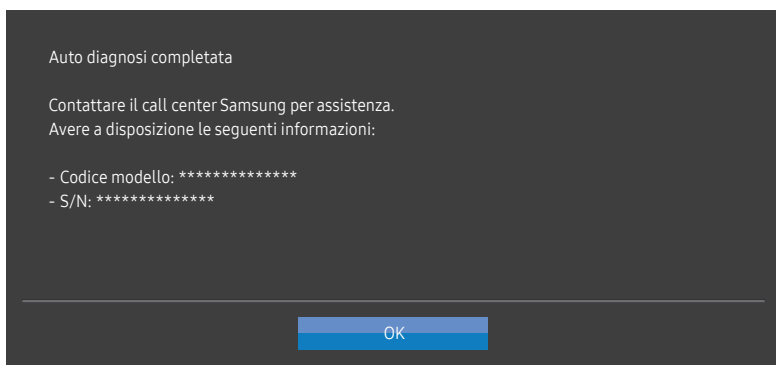 Auto diagnosi completata
Contattare il call center Samsung per assistenza.
Avere a disposizione le seguenti informazioni:
- Codice modello: **************
- S/N: **************
OK